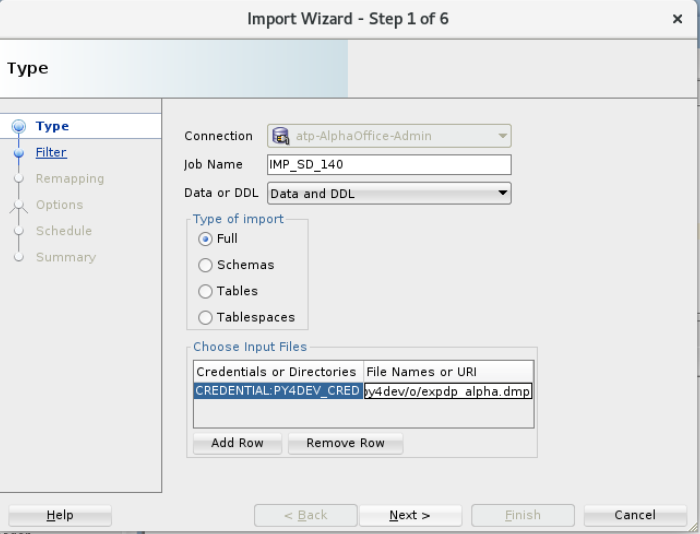 Import Wizard - Step 1 of 6
Type
Type
Filter
Remapping
Options
Schedule
Summary
Connection atp-AlphaOffice-Admin
Job Name IMP_SD_140
Data or DDL Data and DDL
Type of import
Full
Schemas
Tables
Tablespaces
Choose Input Files
Credentials or Directories File Names or URI
CREDENTIAL:PY4DEV_CRED py4dev/o/expdp_alpha.dmp
Add Row Remove Row
Help < Back Next > Finish Cancel